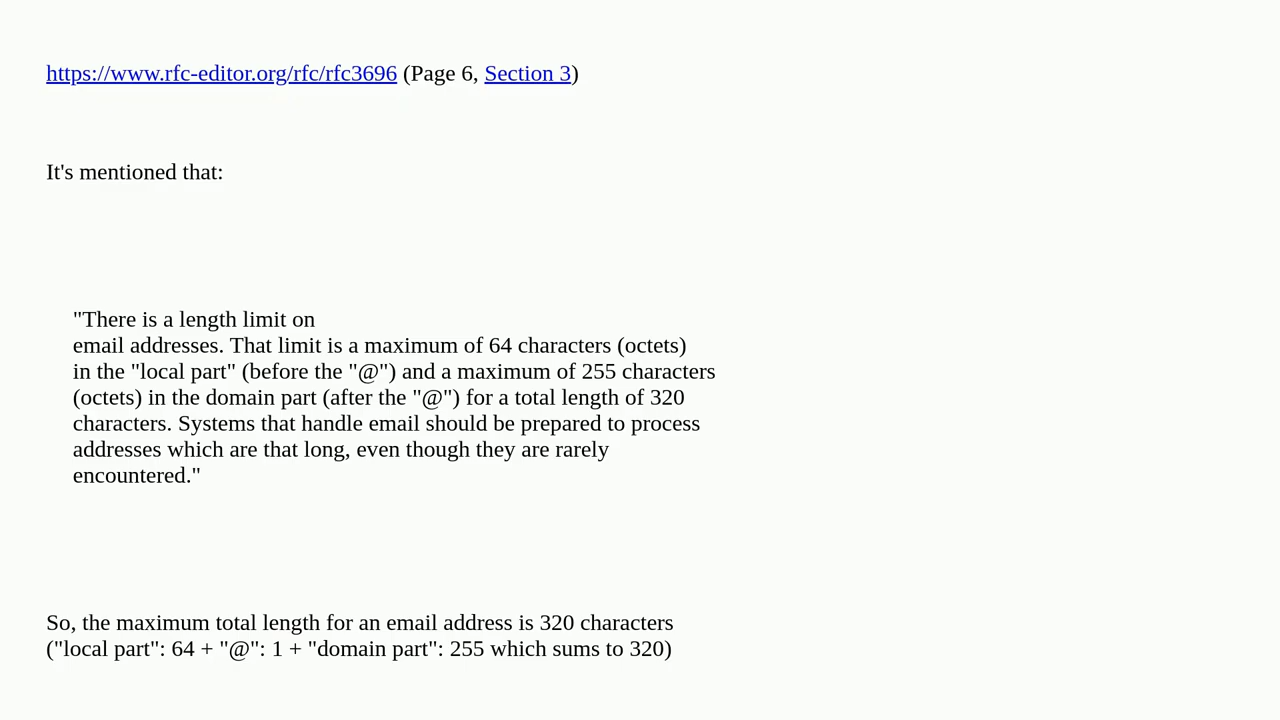 https://www.rfc-editor.org/rfc/rfc3696 (Page 6, Section 3)
It's mentioned that:
"There is a length limit on
email addresses. That limit is a maximum of 64 characters (octets)
in the "local part" (before the "@") and a maximum of 255 characters
(octets) in the domain part (after the "@") for a total length of 320
characters. Systems that handle email should be prepared to process
addresses which are that long, even though they are rarely
encountered."
So, the maximum total length for an email address is 320 characters
("local part": 64 + "@": 1 + "domain part": 255 which sums to 320)